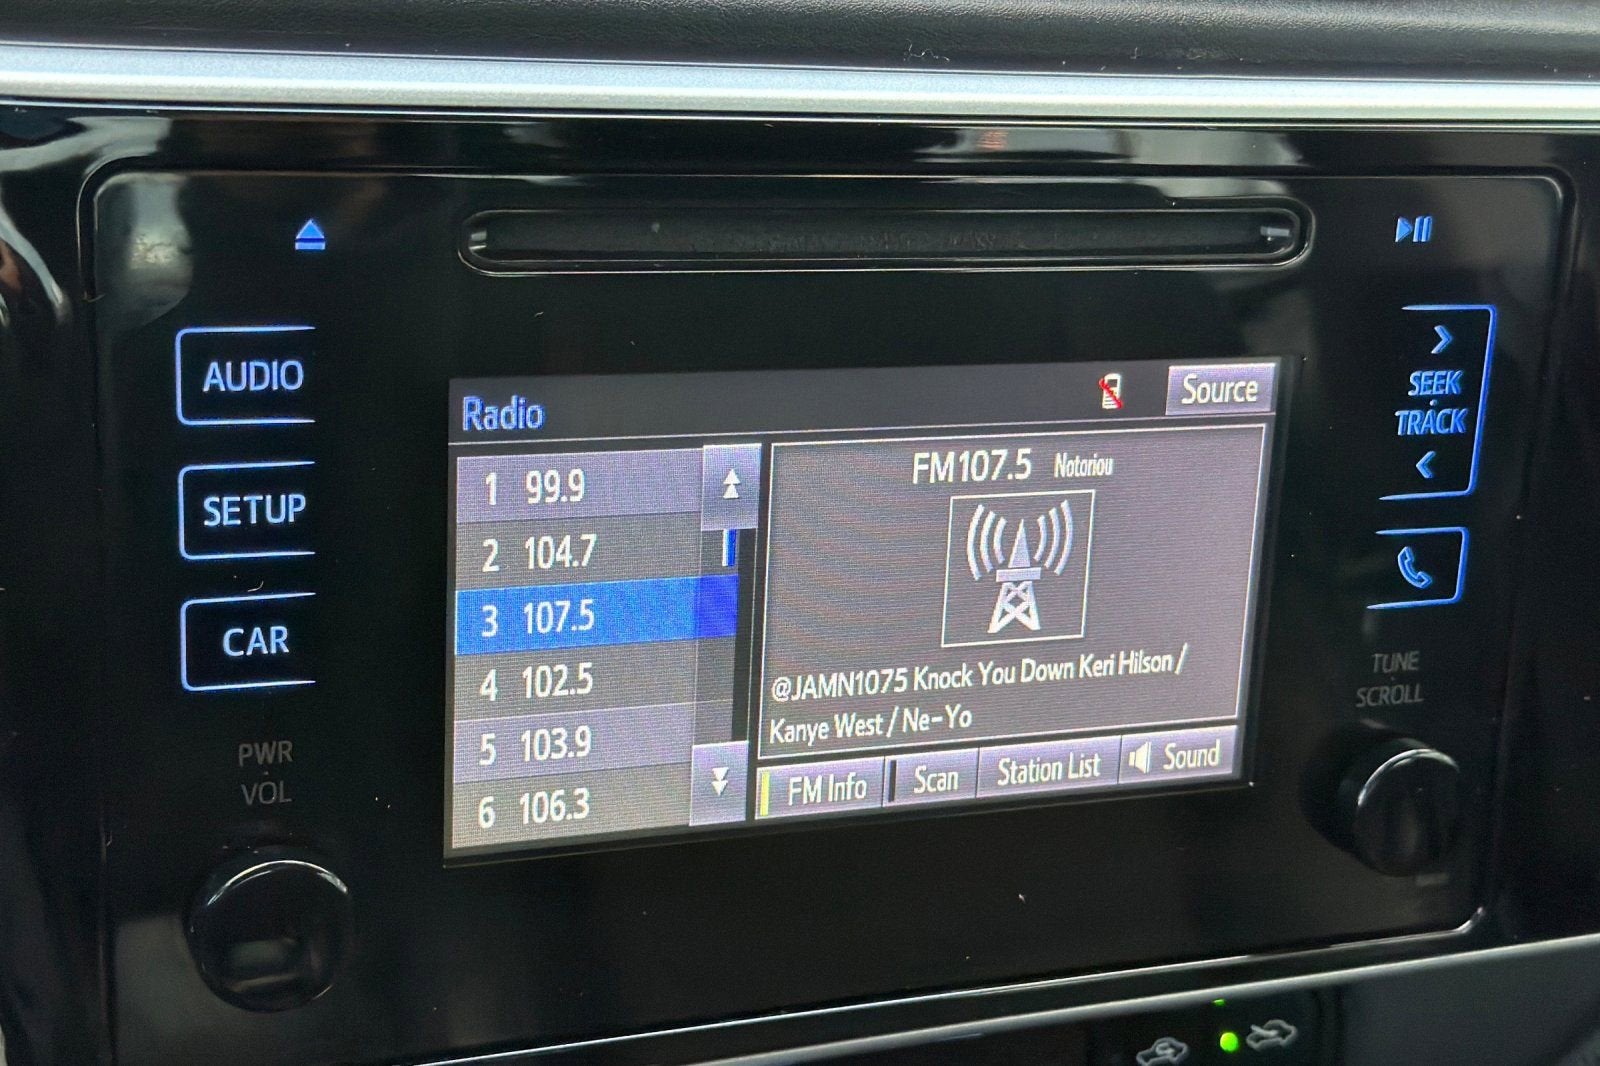 AUDIO
SETUP
CAR
PWR
VOL
Radio
Source
1 99.9
2 104.7
3 107.5
4 102.5
5 103.9
6 106.3
FM107.5 Notoriou
@JAMN1075 Knock You Down Keri Hilson /
Kanye West / Ne-Yo
FM Info
Scan
Station List
Sound
SEEK
TRACK
TUNE
SCROLL